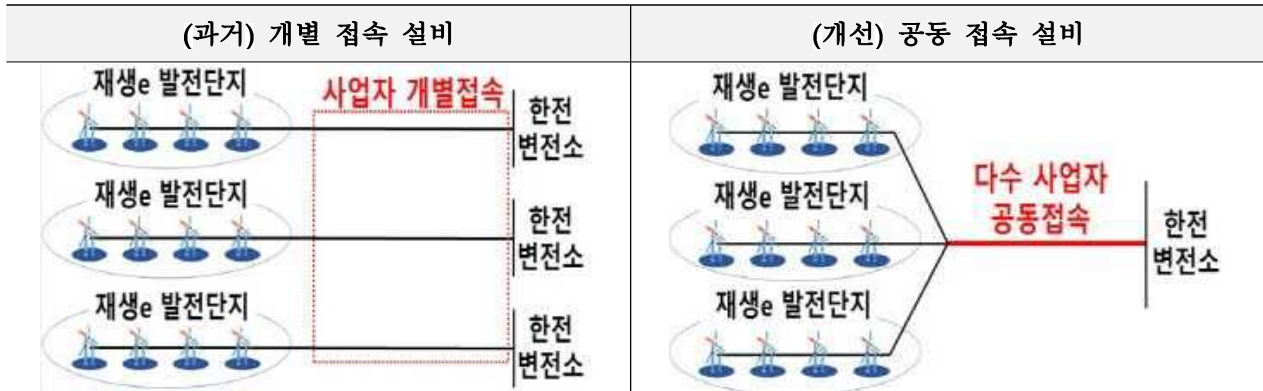 (과거) 개별 접속 설비
재생e 발전단지
사업자 개별접속
한전
변전소
재생e 발전단지
한전
변전소
재생e 발전단지
한전
변전소
(개선) 공동 접속 설비
재생e 발전단지
재생e 발전단지
재생e 발전단지
다수 사업자
공동접속
한전
변전소